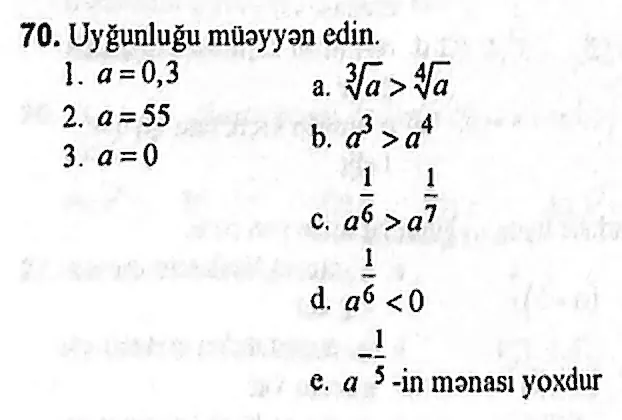 70. Uyğunluğu müəyyən edin.
1. a = 0,3
2. a = 55
3. a = 0
a. ∛a > ∜a
b. a³ > a⁴
c. a^(1/6) > a^(1/7)
d. a^(1/6) < 0
e. a^(-1/5) -in mənası yoxdur